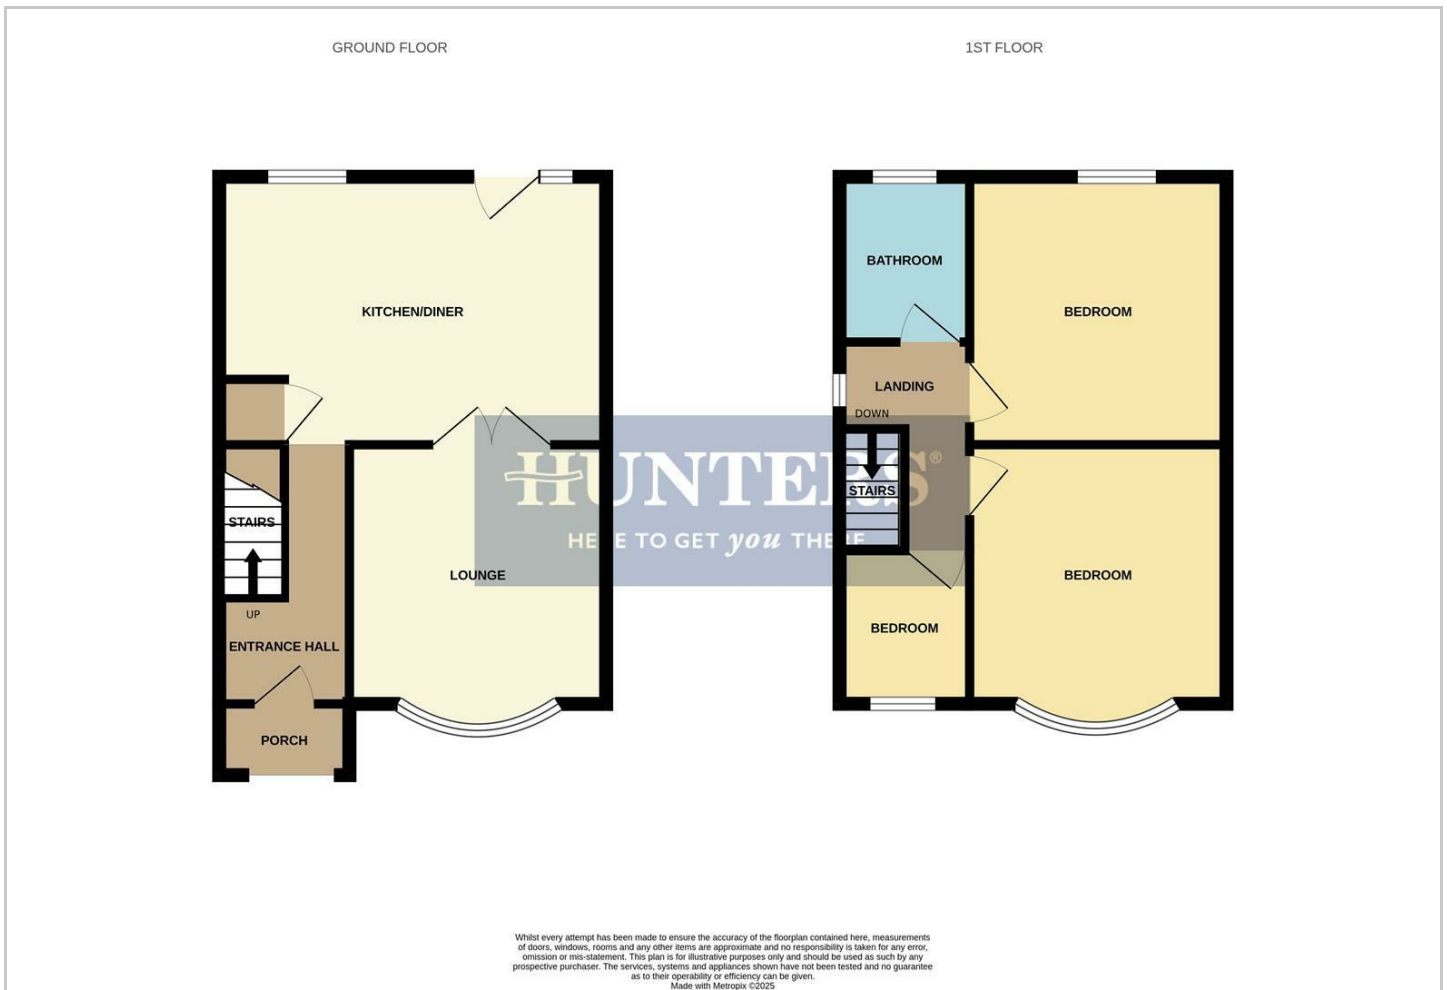 GROUND FLOOR
1ST FLOOR
KITCHEN/DINER
STAIRS
UP
ENTRANCE HALL
PORCH
LOUNGE
BATHROOM
BEDROOM
LANDING
DOWN
STAIRS
BEDROOM
BEDROOM
HUNTERS®
HERE TO GET you THERE
Whilst every attempt has been made to ensure the accuracy of the floorplan contained here, measurements
of doors, windows, rooms and any other items are approximate and no responsibility is taken for any error,
omission or mis-statement. This plan is for illustrative purposes only and should be used as such by any
prospective purchaser. The services, systems and appliances shown have not been tested and no guarantee
as to their operability or efficiency can be given.
Made with Metropix ©2025